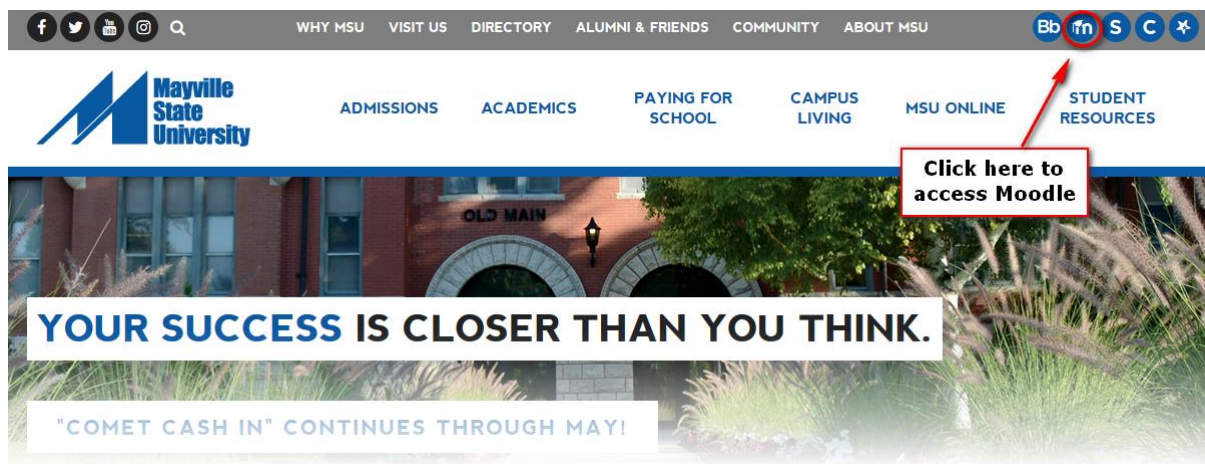 f You Tube WHY MSU VISIT US DIRECTORY ALUMNI & FRIENDS COMMUNITY ABOUT MSU Bb m S C
Mayville
State
University
ADMISSIONS ACADEMICS PAYING FOR SCHOOL CAMPUS LIVING MSU ONLINE STUDENT RESOURCES
Click here to
access Moodle
OLD MAIN
YOUR SUCCESS IS CLOSER THAN YOU THINK.
"COMET CASH IN" CONTINUES THROUGH MAY!